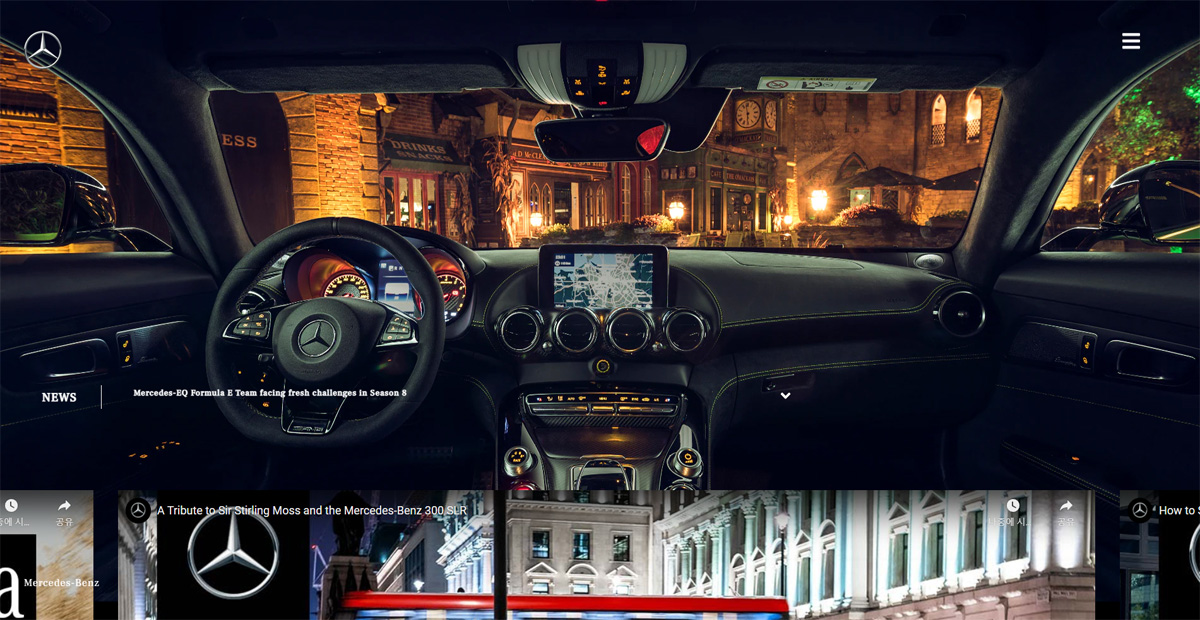 ESS
DRINKS
NEWS
Mercedes-EQ Formula E Team facing fresh challenges in Season 8
공유
A Tribute to Sir Stirling Moss and the Mercedes-Benz 300 SLR
공유
How to
a
Mercedes-Benz